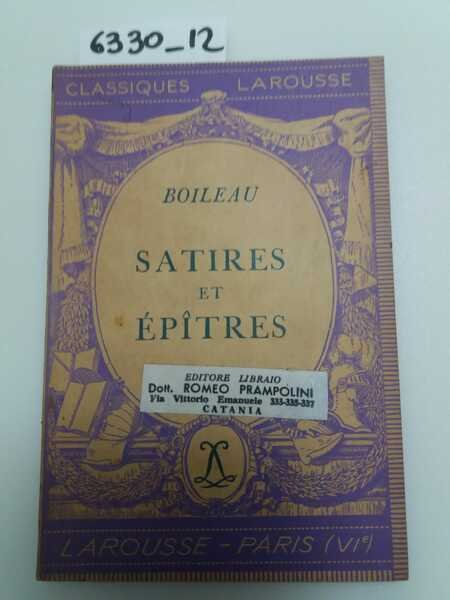 6330_12
CLASSIQUES LAROUSSE
BOILEAU
SATIRES
ET
ÉPÎTRES
EDITORE LIBRAIO
Dott. ROMEO PRAMPOLINI
Via Vittorio Emanuele 333-335-337
CATANIA
LAROUSSE - PARIS (VIe)